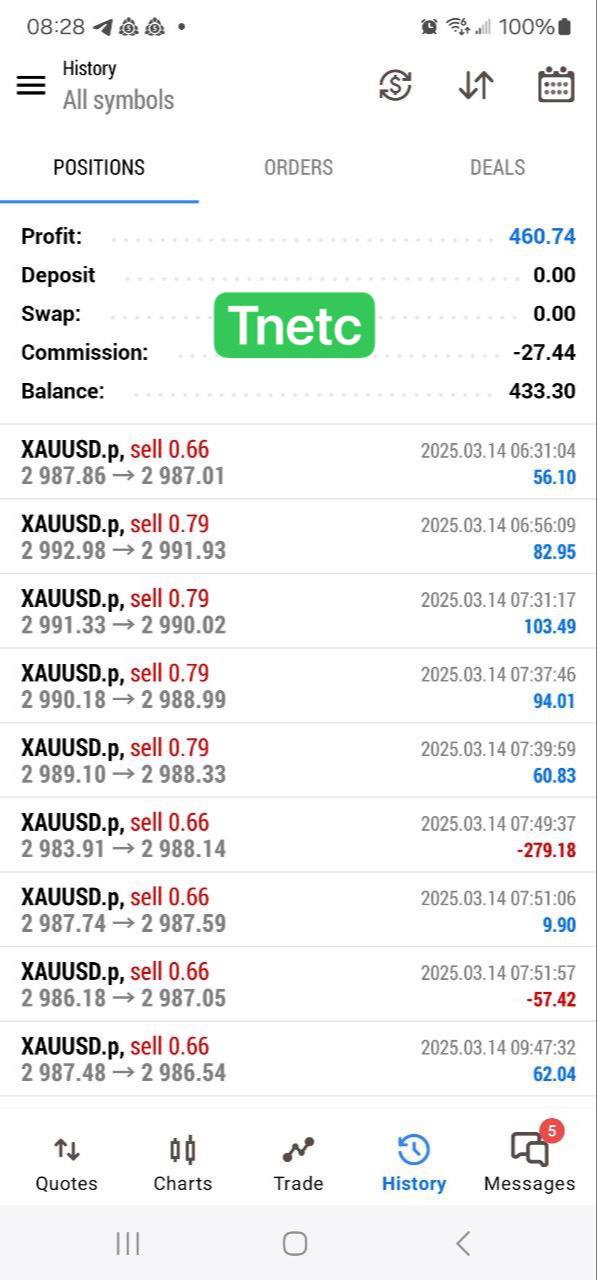 08:28 100%
History
All symbols
POSITIONS ORDERS DEALS
Profit: 460.74
Deposit 0.00
Swap: 0.00
Tnetc
Commission: -27.44
Balance: 433.30
XAUUSD.p, sell 0.66 2025.03.14 06:31:04
2 987.86 → 2 987.01 56.10
XAUUSD.p, sell 0.79 2025.03.14 06:56:09
2 992.98 → 2 991.93 82.95
XAUUSD.p, sell 0.79 2025.03.14 07:31:17
2 991.33 → 2 990.02 103.49
XAUUSD.p, sell 0.79 2025.03.14 07:37:46
2 990.18 → 2 988.99 94.01
XAUUSD.p, sell 0.79 2025.03.14 07:39:59
2 989.10 → 2 988.33 60.83
XAUUSD.p, sell 0.66 2025.03.14 07:49:37
2 983.91 → 2 988.14 -279.18
XAUUSD.p, sell 0.66 2025.03.14 07:51:06
2 987.74 → 2 987.59 9.90
XAUUSD.p, sell 0.66 2025.03.14 07:51:57
2 986.18 → 2 987.05 -57.42
XAUUSD.p, sell 0.66 2025.03.14 09:47:32
2 987.48 → 2 986.54 62.04
5
Quotes Charts Trade History Messages